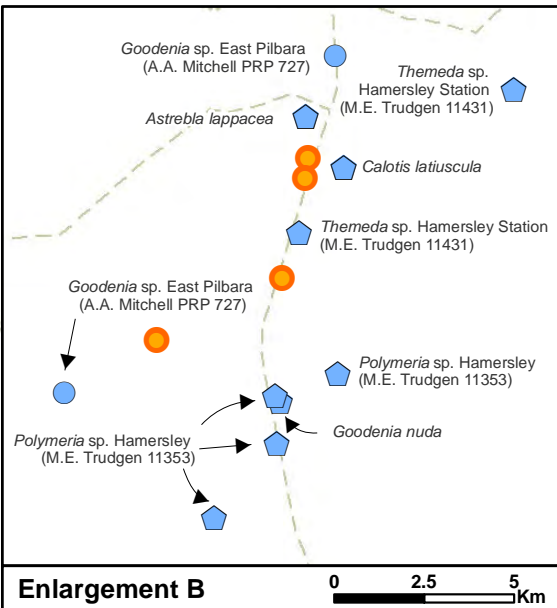 Goodenia sp. East Pilbara
(A.A. Mitchell PRP 727)
Themeda sp.
Hamersley Station
(M.E. Trudgen 11431)
Astrebla lappacea
Calotis latiuscula
Themeda sp. Hamersley Station
(M.E. Trudgen 11431)
Goodenia sp. East Pilbara
(A.A. Mitchell PRP 727)
Polymeria sp. Hamersley
(M.E. Trudgen 11353)
Goodenia nuda
Polymeria sp. Hamersley
(M.E. Trudgen 11353)
Enlargement B
0 2.5 5
Km